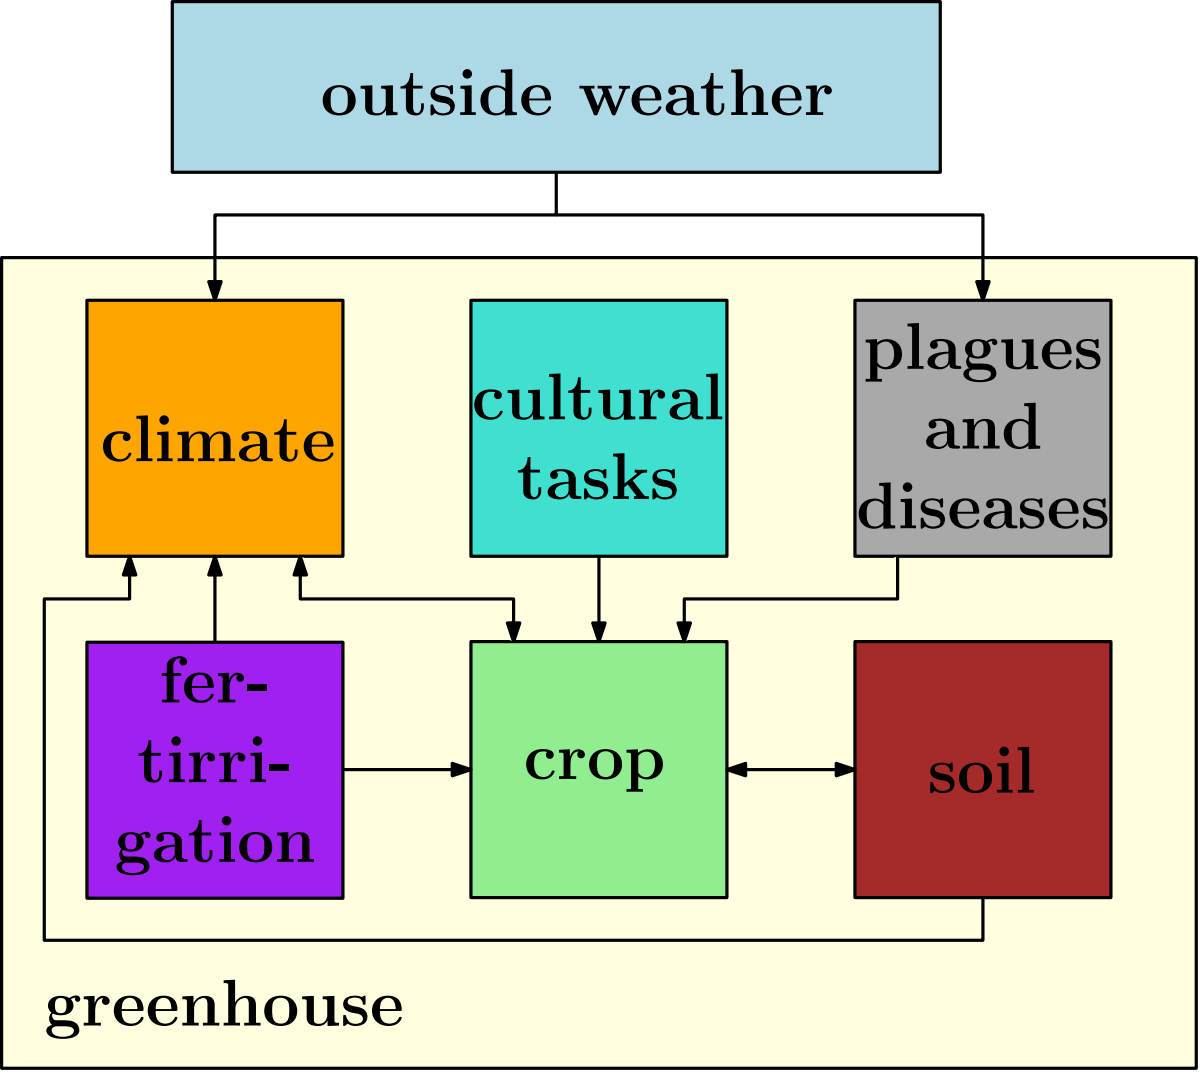 outside weather
climate
cultural
tasks
plagues
and
diseases
fer-
tirri-
gation
crop
soil
greenhouse